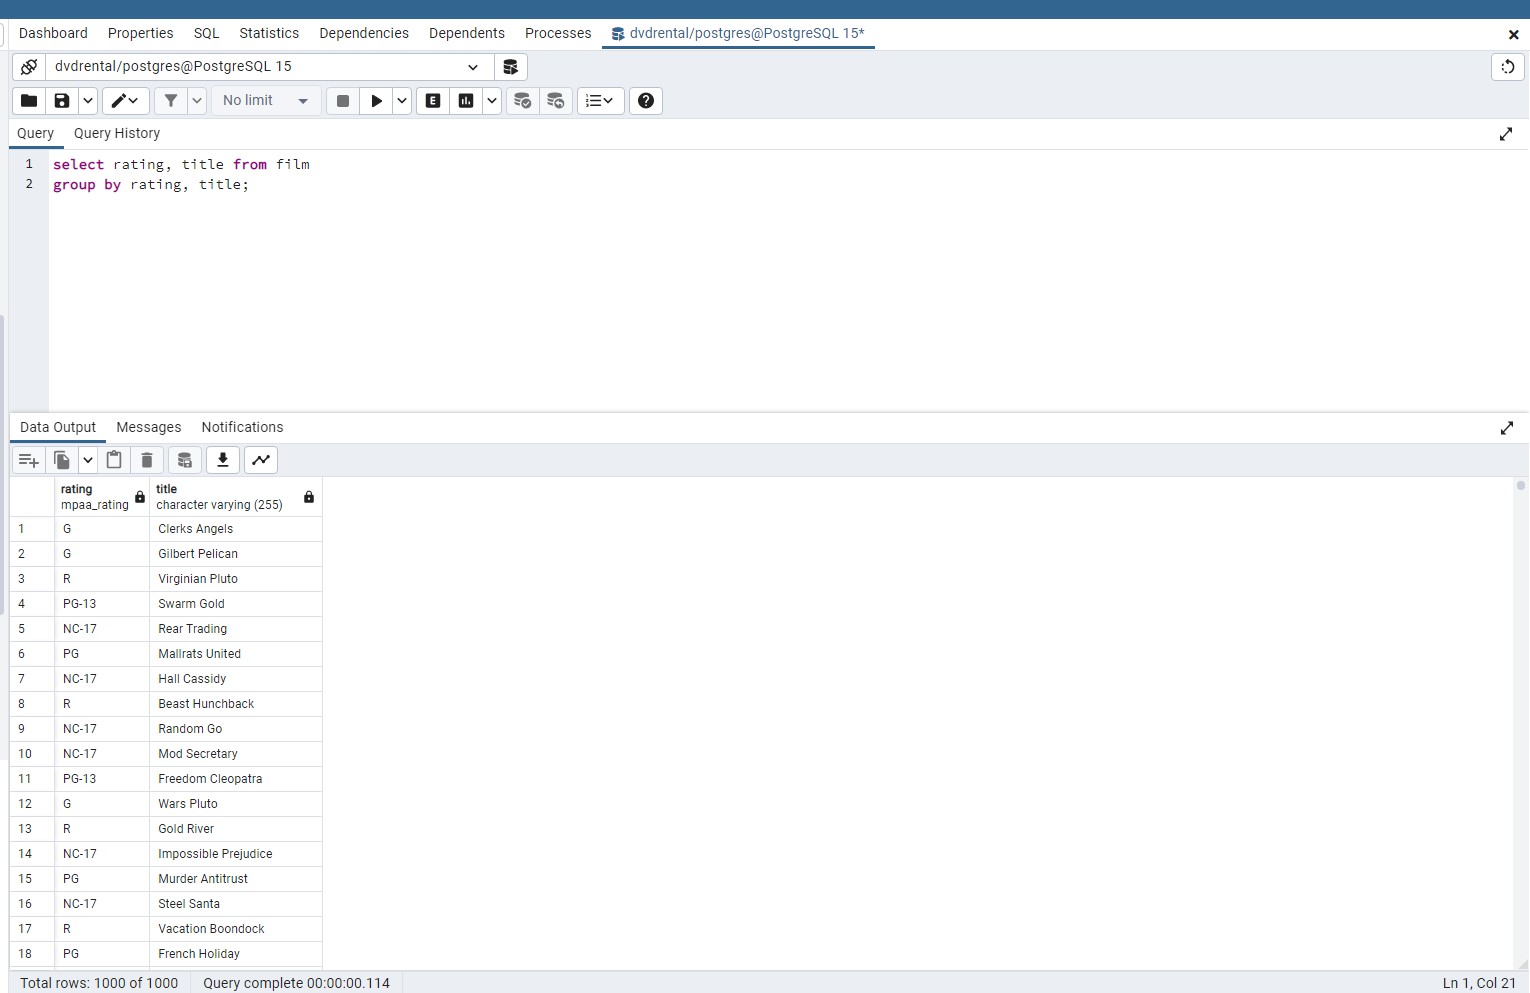 Dashboard Properties SQL Statistics Dependencies Dependents Processes dvdrental/postgres@PostgreSQL 15*
dvdrental/postgres@PostgreSQL 15
No limit E
Query Query History
1 select rating, title from film
2 group by rating, title;
Data Output Messages Notifications
rating title
mpaa_rating character varying (255)
1 G Clerks Angels
2 G Gilbert Pelican
3 R Virginian Pluto
4 PG-13 Swarm Gold
5 NC-17 Rear Trading
6 PG Mallrats United
7 NC-17 Hall Cassidy
8 R Beast Hunchback
9 NC-17 Random Go
10 NC-17 Mod Secretary
11 PG-13 Freedom Cleopatra
12 G Wars Pluto
13 R Gold River
14 NC-17 Impossible Prejudice
15 PG Murder Antitrust
16 NC-17 Steel Santa
17 R Vacation Boondock
18 PG French Holiday
Total rows: 1000 of 1000 Query complete 00:00:00.114 Ln 1, Col 21